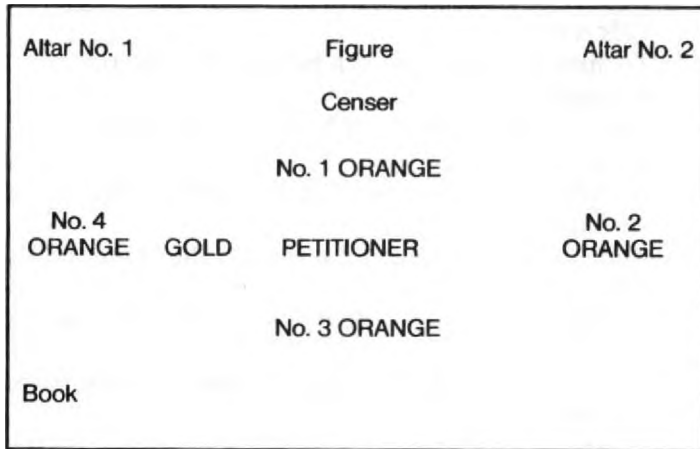 Altar No. 1 Figure Altar No. 2
Censer
No. 1 ORANGE
No. 4 No. 2
ORANGE GOLD PETITIONER ORANGE
No. 3 ORANGE
Book